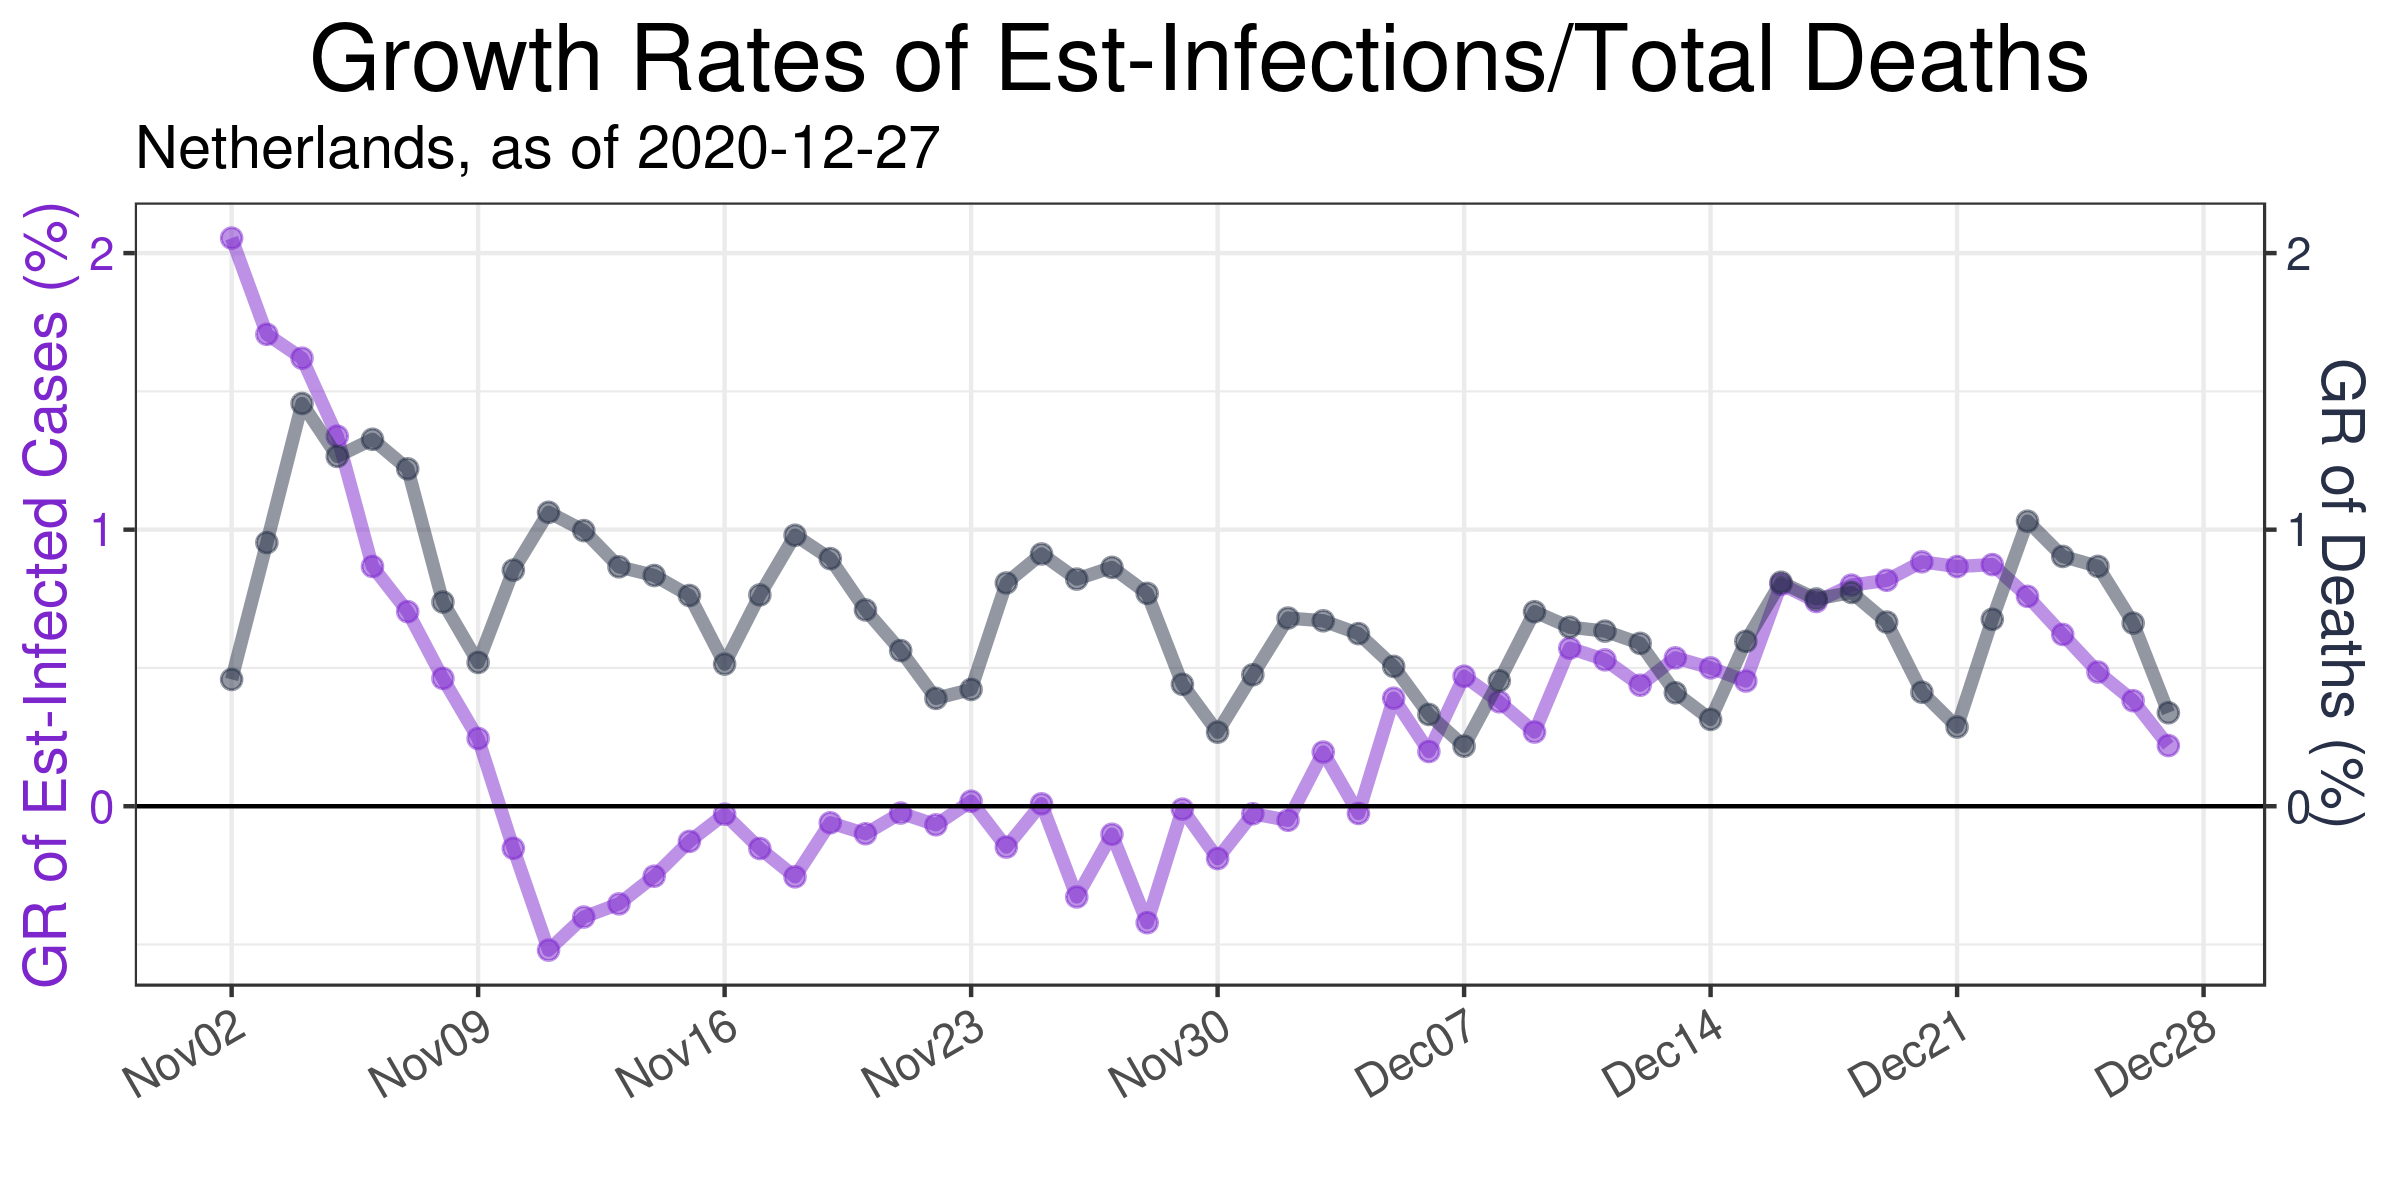 Growth Rates of Est-Infections/Total Deaths
Netherlands, as of 2020-12-27
GR of Est-Infected Cases (%)
2
1
0
2
1
0
GR of Deaths (%)
Nov02
Nov09
Nov16
Nov23
Nov30
Dec07
Dec14
Dec21
Dec28